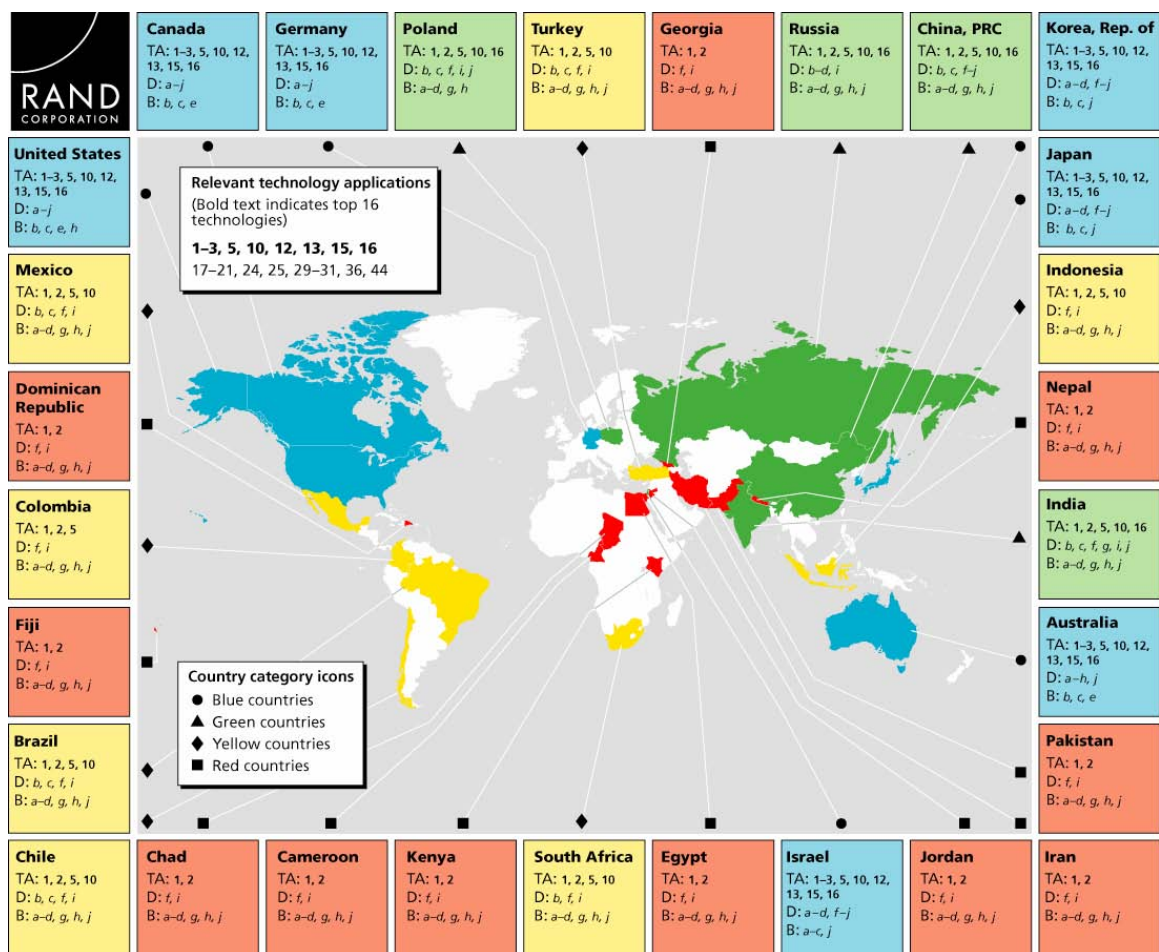 RAND
CORPORATION
Canada
TA: 1–3, 5, 10, 12,
13, 15, 16
D: a–j
B: b, c, e
Germany
TA: 1–3, 5, 10, 12,
13, 15, 16
D: a–j
B: b, c, e
Poland
TA: 1, 2, 5, 10, 16
D: b, c, f, i, j
B: a–d, g, h
Turkey
TA: 1, 2, 5, 10
D: b, c, f, i
B: a–d, g, h, j
Georgia
TA: 1, 2
D: f, i
B: a–d, g, h, j
Russia
TA: 1, 2, 5, 10, 16
D: b–d, i
B: a–d, g, h, j
China, PRC
TA: 1, 2, 5, 10, 16
D: b, c, f–j
B: a–d, g, h, j
Korea, Rep. of
TA: 1–3, 5, 10, 12,
13, 15, 16
D: a–d, f–j
B: b, c, j
United States
TA: 1–3, 5, 10, 12,
13, 15, 16
D: a–j
B: b, c, e, h
Mexico
TA: 1, 2, 5, 10
D: b, c, f, i
B: a–d, g, h, j
Dominican
Republic
TA: 1, 2
D: f, i
B: a–d, g, h, j
Colombia
TA: 1, 2, 5
D: f, i
B: a–d, g, h, j
Fiji
TA: 1, 2
D: f, i
B: a–d, g, h, j
Brazil
TA: 1, 2, 5, 10
D: b, c, f, i
B: a–d, g, h, j
Relevant technology applications
(Bold text indicates top 16
technologies)
1–3, 5, 10, 12, 13, 15, 16
17–21, 24, 25, 29–31, 36, 44
Country category icons
Blue countries
Green countries
Yellow countries
Red countries
Japan
TA: 1–3, 5, 10, 12,
13, 15, 16
D: a–d, f–j
B: b, c, j
Indonesia
TA: 1, 2, 5, 10
D: f, i
B: a–d, g, h, j
Nepal
TA: 1, 2
D: f, i
B: a–d, g, h, j
India
TA: 1, 2, 5, 10, 16
D: b, c, f, g, i, j
B: a–d, g, h, j
Australia
TA: 1–3, 5, 10, 12,
13, 15, 16
D: a–h, j
B: b, c, e
Pakistan
TA: 1, 2
D: f, i
B: a–d, g, h, j
Chile
TA: 1, 2, 5, 10
D: b, c, f, i
B: a–d, g, h, j
Chad
TA: 1, 2
D: f, i
B: a–d, g, h, j
Cameroon
TA: 1, 2
D: f, i
B: a–d, g, h, j
Kenya
TA: 1, 2
D: f, i
B: a–d, g, h, j
South Africa
TA: 1, 2, 5, 10
D: b, f, i
B: a–d, g, h, j
Egypt
TA: 1, 2
D: f, i
B: a–d, g, h, j
Israel
TA: 1–3, 5, 10, 12,
13, 15, 16
D: a–d, f–j
B: a–c, j
Jordan
TA: 1, 2
D: f, i
B: a–d, g, h, j
Iran
TA: 1, 2
D: f, i
B: a–d, g, h, j